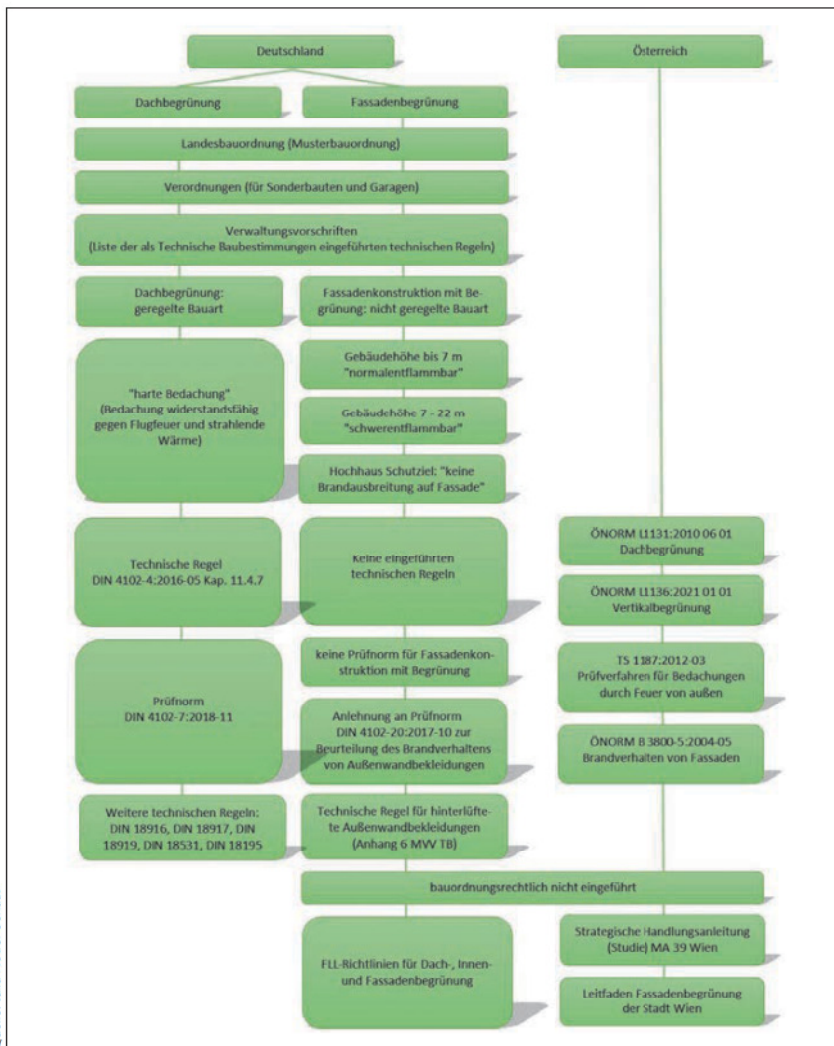 Deutschland
Dachbegrünung
Fassadenbegrünung
Landesbauordnung (Musterbauordnung)
Verordnungen (für Sonderbauten und Garagen)
Verwaltungsvorschriften
(Liste der als Technische Baubestimmungen eingeführten technischen Regeln)
Dachbegrünung:
geregelte Bauart
"harte Bedachung"
(Bedachung widerstandsfähig
gegen Flugfeuer und strahlende
Wärme)
Technische Regel
DIN 4102-4:2016-05 Kap. 11.4.7
Prüfnorm
DIN 4102-7:2018-11
Weitere technischen Regeln:
DIN 18916, DIN 18917, DIN
18919, DIN 18531, DIN 18195
Fassadenkonstruktion mit Be-
grünung: nicht geregelte Bauart
Gebäudehöhe bis 7 m
"normalentflammbar"
Gebäudehöhe 7 - 22 m
"schwerentflammbar"
Hochhaus Schutziel: "keine
Brandausbreitung auf Fassade"
Keine eingeführten
technischen Regeln
keine Prüfnorm für Fassadenkon-
struktion mit Begrünung
Anlehnung an Prüfnorm
DIN 4102-20:2017-10 zur
Beurteilung des Brandverhaltens
von Außenwandbekleidungen
Technische Regel für hinterlüfte-
te Außenwandbekleidungen
(Anhang 6 MVV TB)
Österreich
ÖNORM L1131:2010 06 01
Dachbegrünung
ÖNORM L1136:2021 01 01
Vertikalbegrünung
TS 1187:2012-03
Prüfverfahren für Bedachungen
durch Feuer von außen
ÖNORM B 3800-5:2004-05
Brandverhalten von Fassaden
bauordnungsrechtlich nicht eingeführt
FLL-Richtlinien für Dach-, Innen-
und Fassadenbegrünung
Strategische Handlungsanleitung
(Studie) MA 39 Wien
Leitfaden Fassadenbegrünung
der Stadt Wien